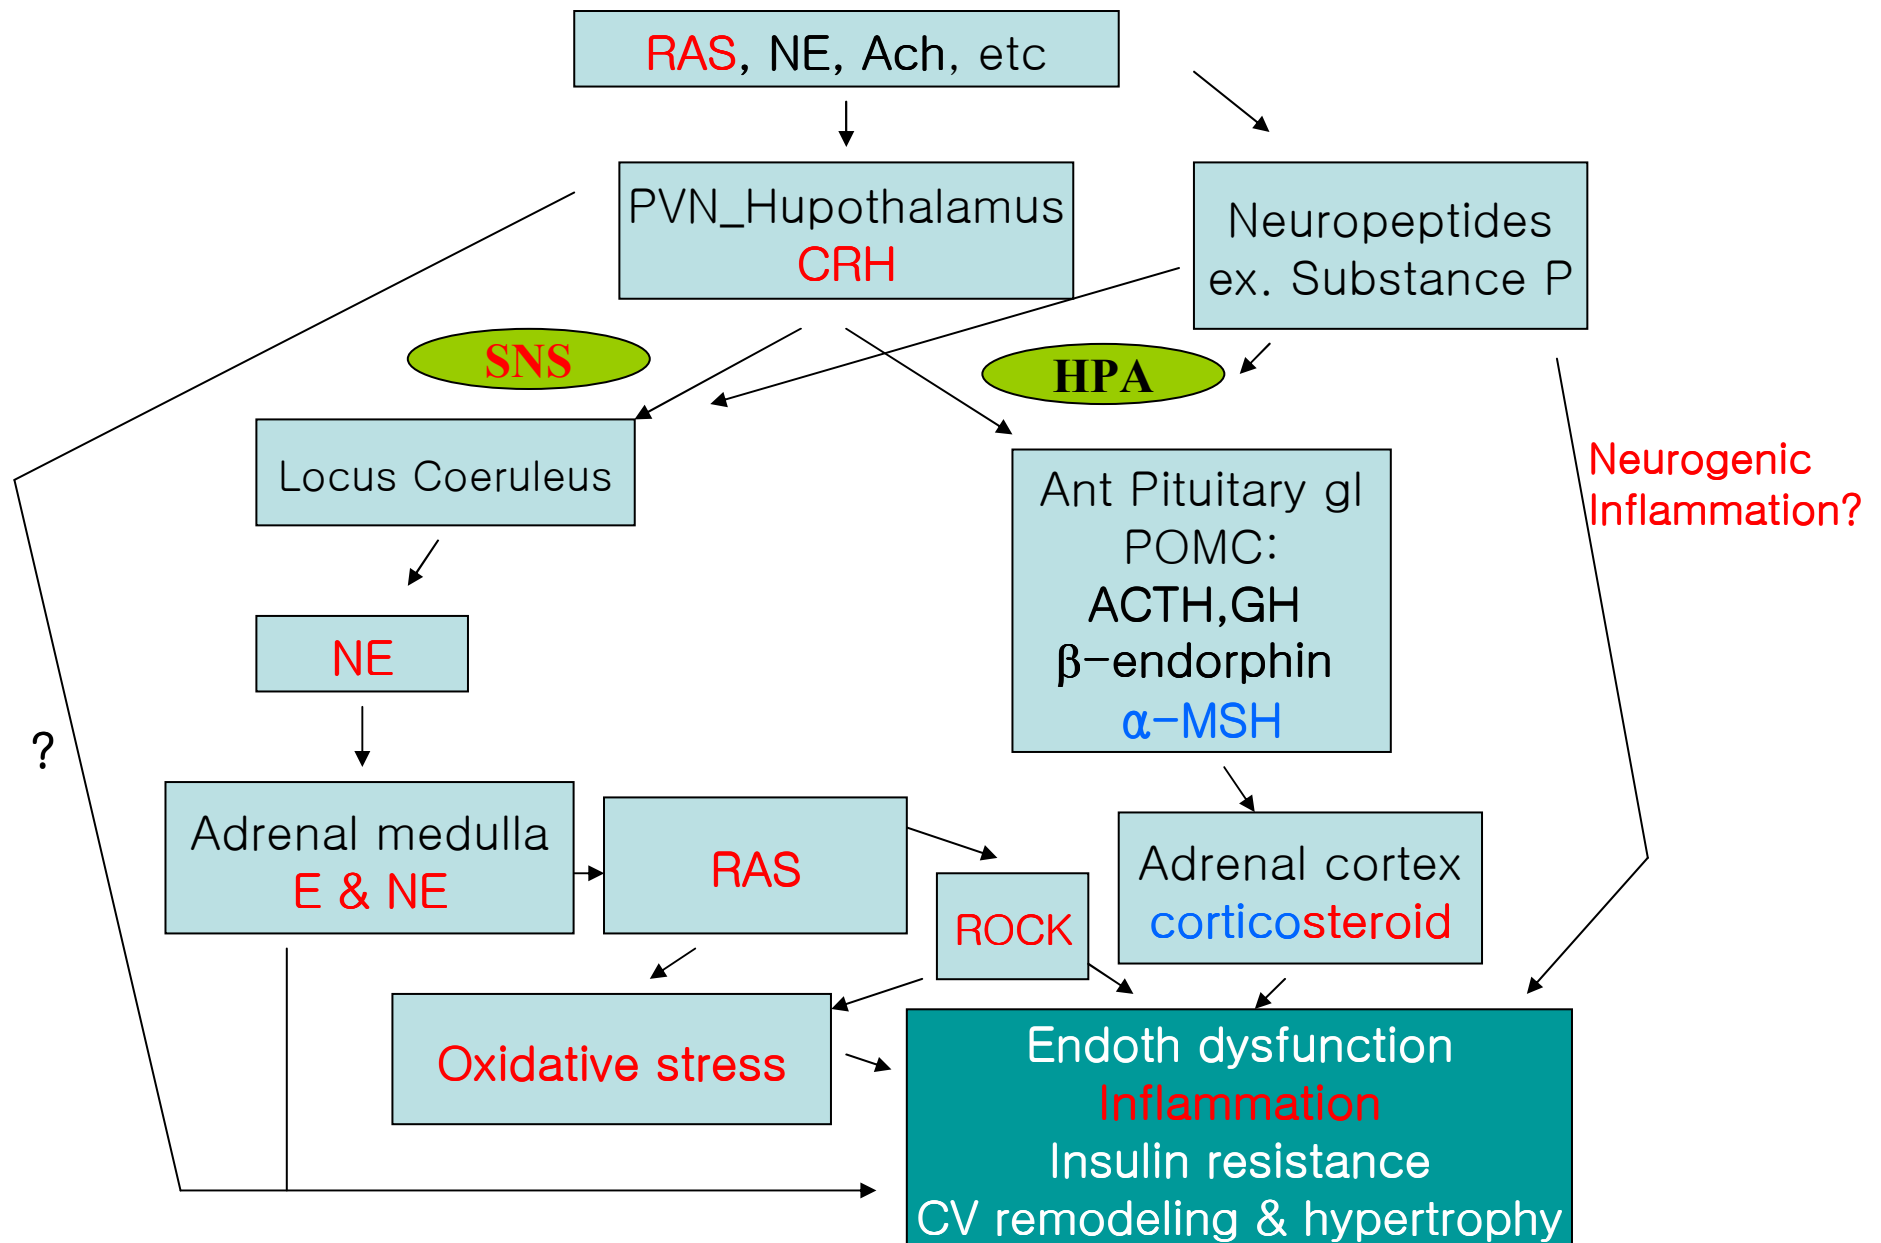 RAS, NE, Ach, etc
PVN_Hupothalamus
CRH
Neuropeptides
ex. Substance P
SNS
HPA
Locus Coeruleus
Neurogenic
Inflammation?
Ant Pituitary gl
POMC:
ACTH,GH
β-endorphin
α-MSH
NE
?
Adrenal medulla
E & NE
RAS
ROCK
Adrenal cortex
corticosteroid
Oxidative stress
Endoth dysfunction
Inflammation
Insulin resistance
CV remodeling & hypertrophy